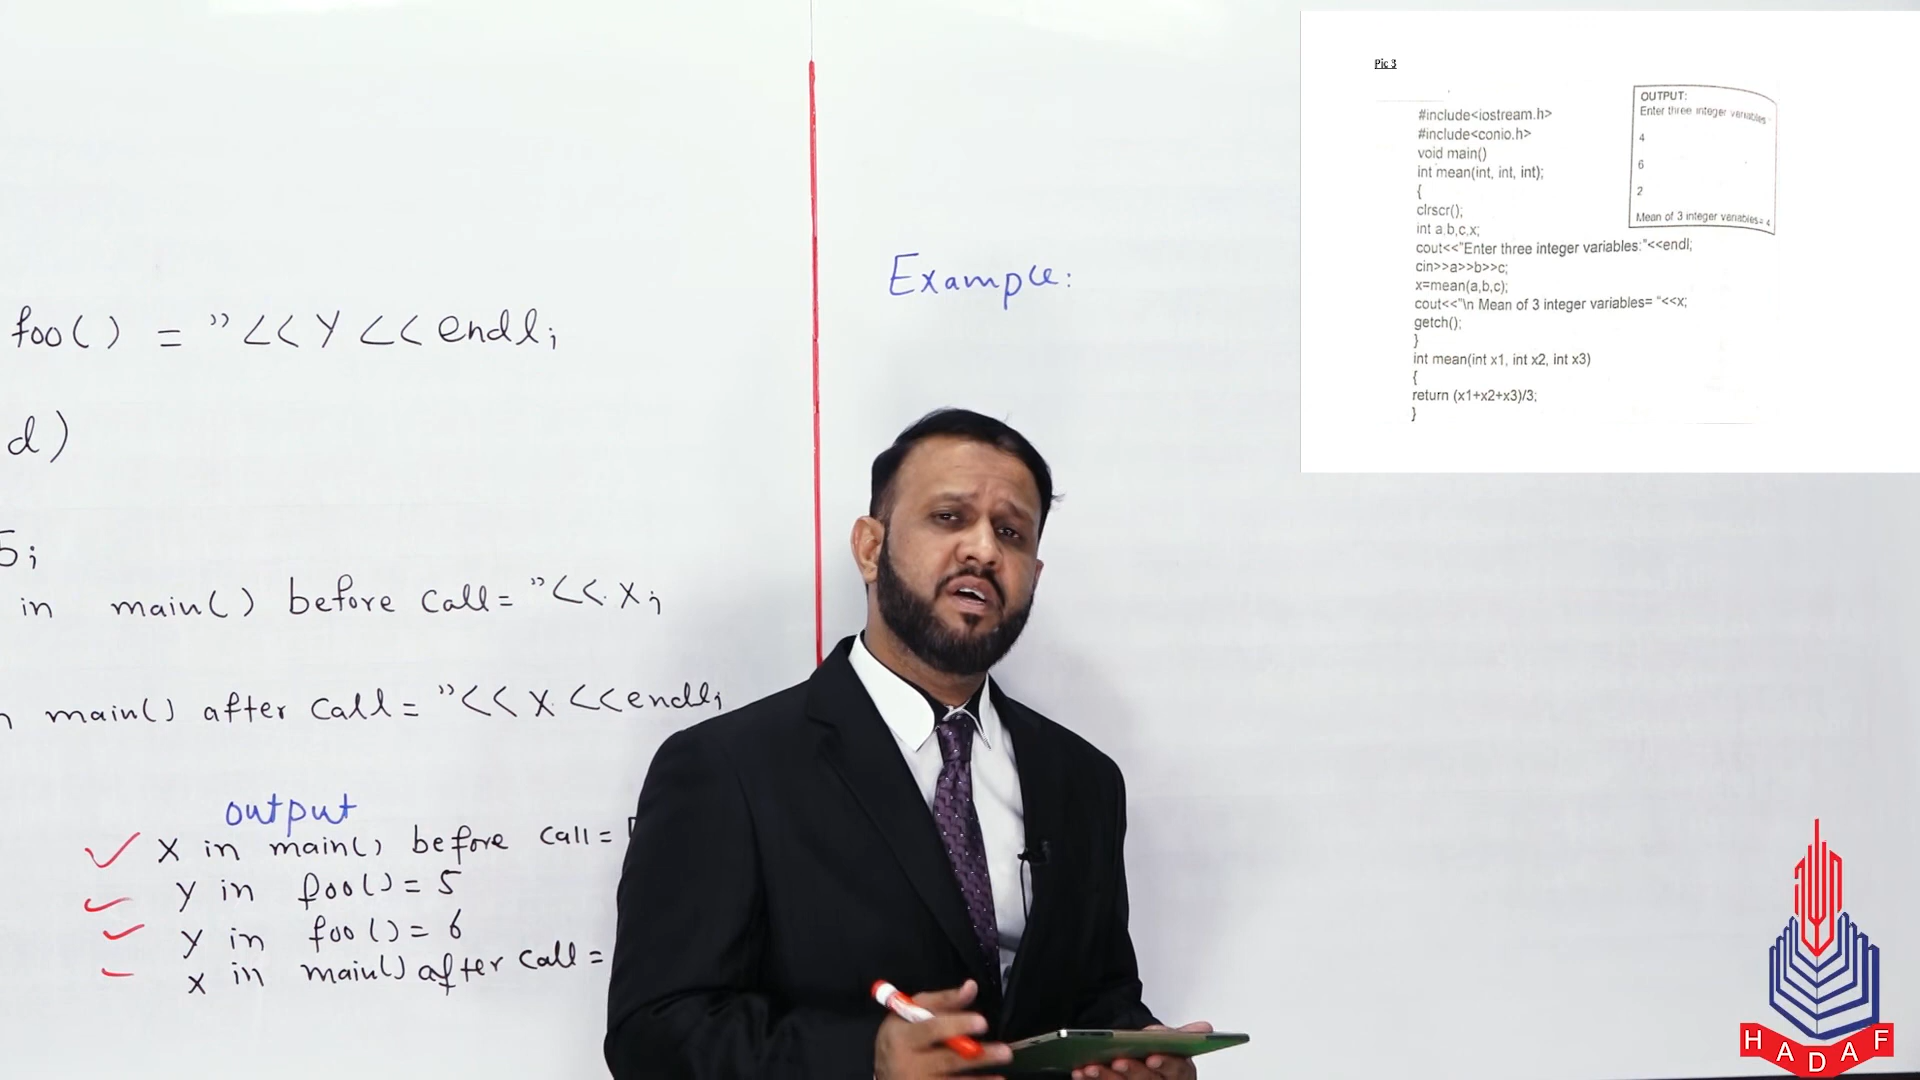 foo() = ”<< Y << endl;
d)
5;
in main() before call= ”<< X;
main() after call= ”<< X <<endl;
output
X in main() before call=
Y in foo()= 5
Y in foo()= 6
X in main() after call=
Example:
Pic 3
#include<iostream.h>
#include<conio.h>
void main()
int mean(int, int, int);
{
clrscr();
int a,b,c,x;
cout<<"Enter three integer variables:"<<endl;
cin>>a>>b>>c;
x=mean(a,b,c);
cout<<"\n Mean of 3 integer variables= "<<x;
getch();
}
int mean(int x1, int x2, int x3)
{
return (x1+x2+x3)/3;
}
OUTPUT:
Enter three integer variables
4
6
2
Mean of 3 integer variables= 4
HADAF